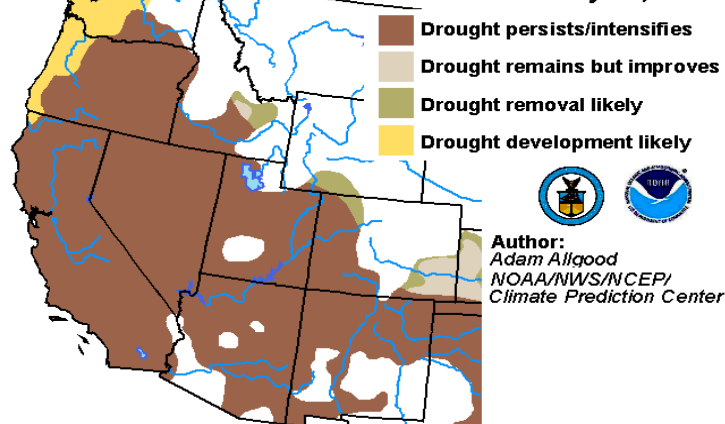 Drought persists/intensifies
Drought remains but improves
Drought removal likely
Drought development likely
NOAA
Author:
Adam Allgood
NOAA/NWS/NCEP/
Climate Prediction Center